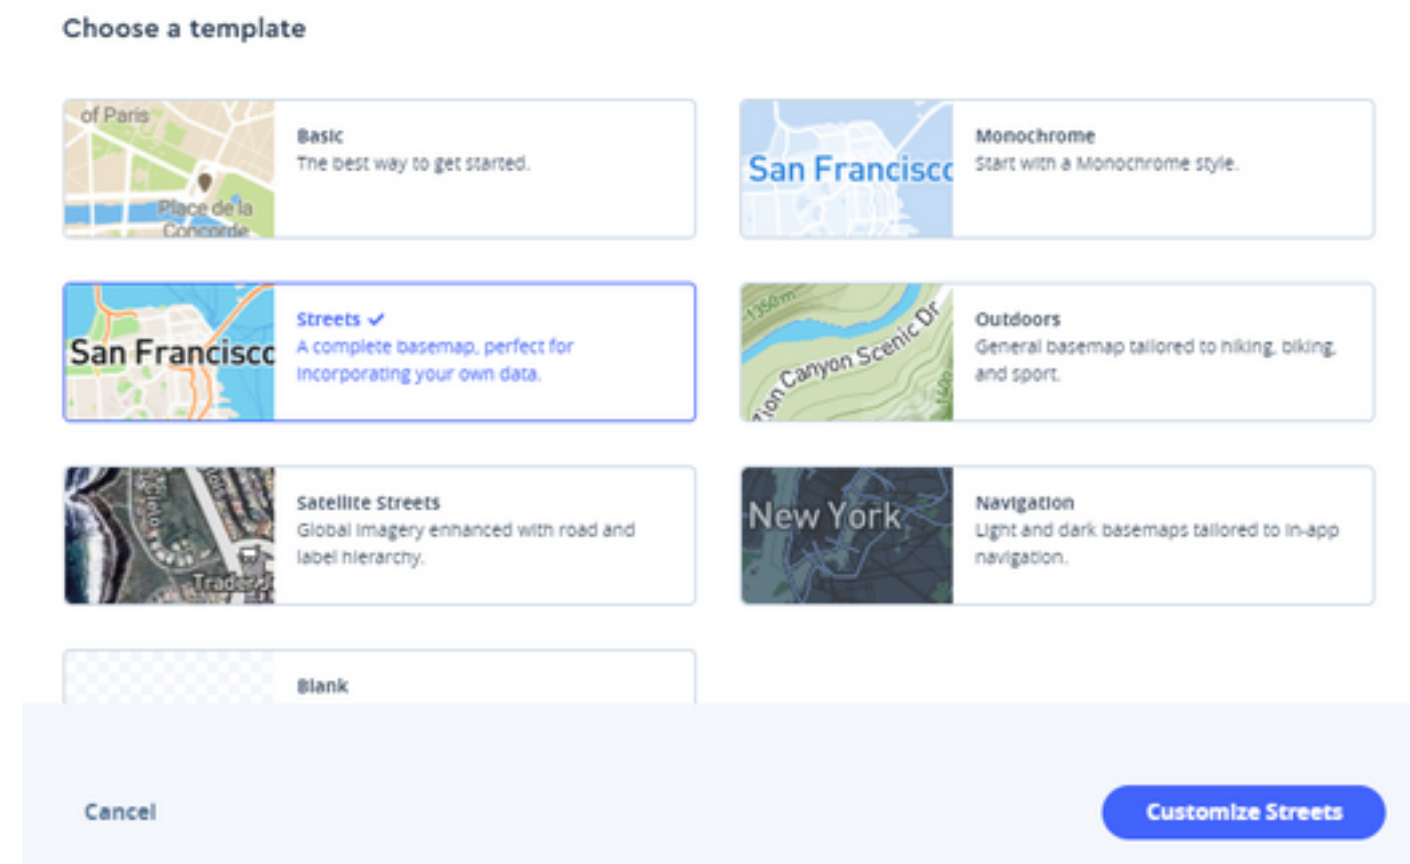 Choose a template
of Paris
Place de la
Concorde
Basic
The best way to get started.
San Francisco
Monochrome
Start with a Monochrome style.
San Francisco
Streets ✓
A complete basemap, perfect for
incorporating your own data.
1350m
Zion Canyon Scenic Dr
Outdoors
General basemap tailored to hiking, biking,
and sport.
Trader J
Satellite Streets
Global imagery enhanced with road and
label hierarchy.
New York
Navigation
Light and dark basemaps tailored to in-app
navigation.
Blank
Cancel
Customize Streets